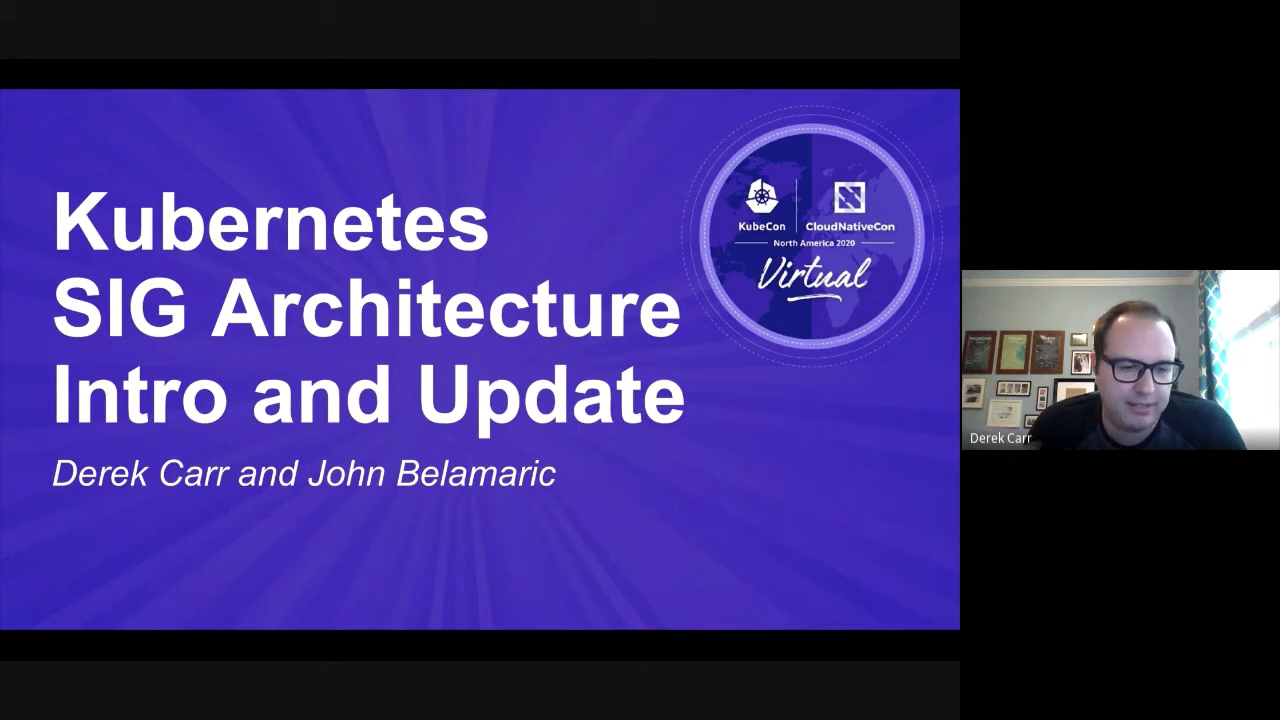 Kubernetes
SIG Architecture
Intro and Update
Derek Carr and John Belamaric
KubeCon
CloudNativeCon
North America 2020
Virtual
Derek Carr